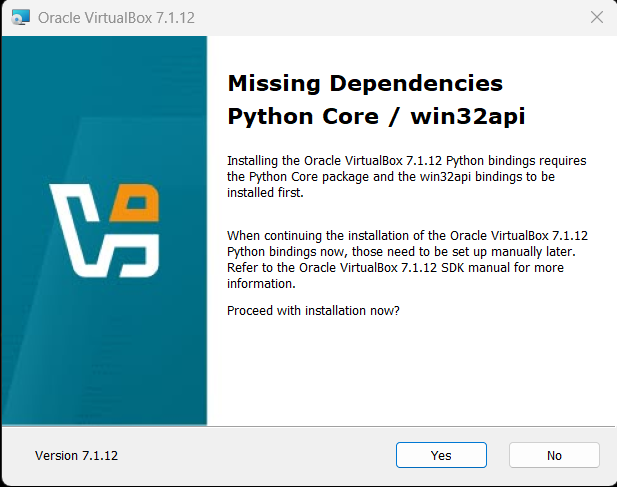 Oracle VirtualBox 7.1.12
Missing Dependencies
Python Core / win32api
Installing the Oracle VirtualBox 7.1.12 Python bindings requires
the Python Core package and the win32api bindings to be
installed first.
When continuing the installation of the Oracle VirtualBox 7.1.12
Python bindings now, those need to be set up manually later.
Refer to the Oracle VirtualBox 7.1.12 SDK manual for more
information.
Proceed with installation now?
Version 7.1.12
Yes
No